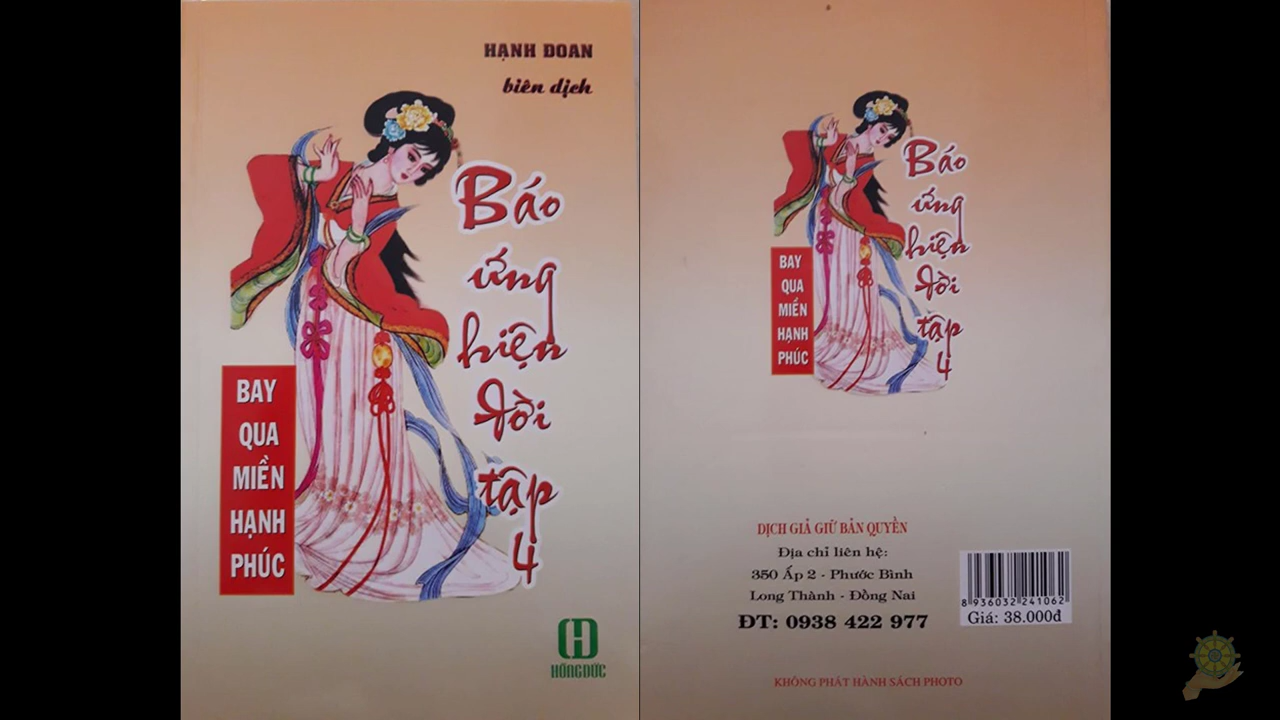 HẠNH ĐOAN
biên dịch
Báo
ứng
hiện
đời
tập
4
BAY
QUA
MIỀN
HẠNH
PHÚC
HỒNG ĐỨC
Báo
ứng
hiện
đời
tập
4
BAY
QUA
MIỀN
HẠNH
PHÚC
DỊCH GIẢ GIỮ BẢN QUYỀN
Địa chỉ liên hệ:
350 Ấp 2 - Phước Bình
Long Thành - Đồng Nai
ĐT: 0938 422 977
8 936032 241062
Giá: 38.000đ
KHÔNG PHÁT HÀNH SÁCH PHOTO